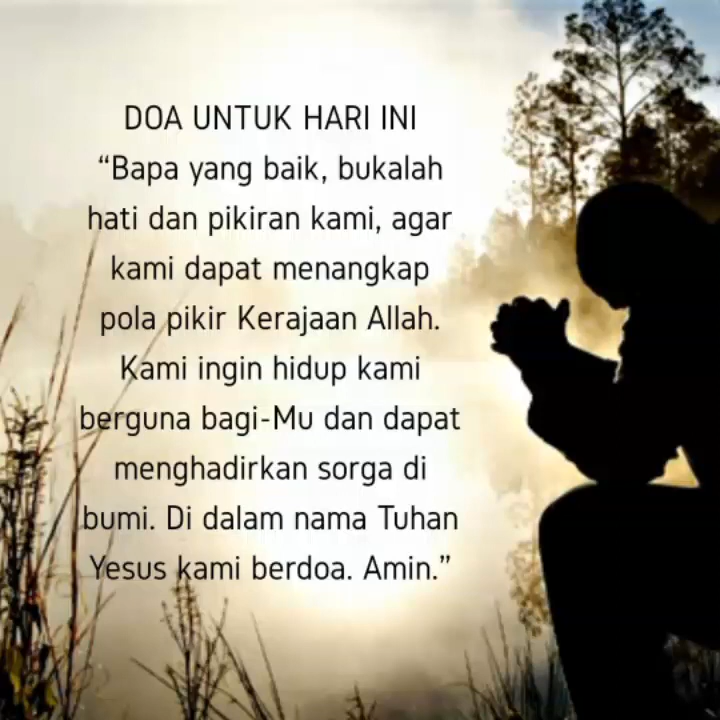 DOA UNTUK HARI INI
“Bapa yang baik, bukalah
hati dan pikiran kami, agar
kami dapat menangkap
pola pikir Kerajaan Allah.
Kami ingin hidup kami
berguna bagi-Mu dan dapat
menghadirkan sorga di
bumi. Di dalam nama Tuhan
Yesus kami berdoa. Amin.”